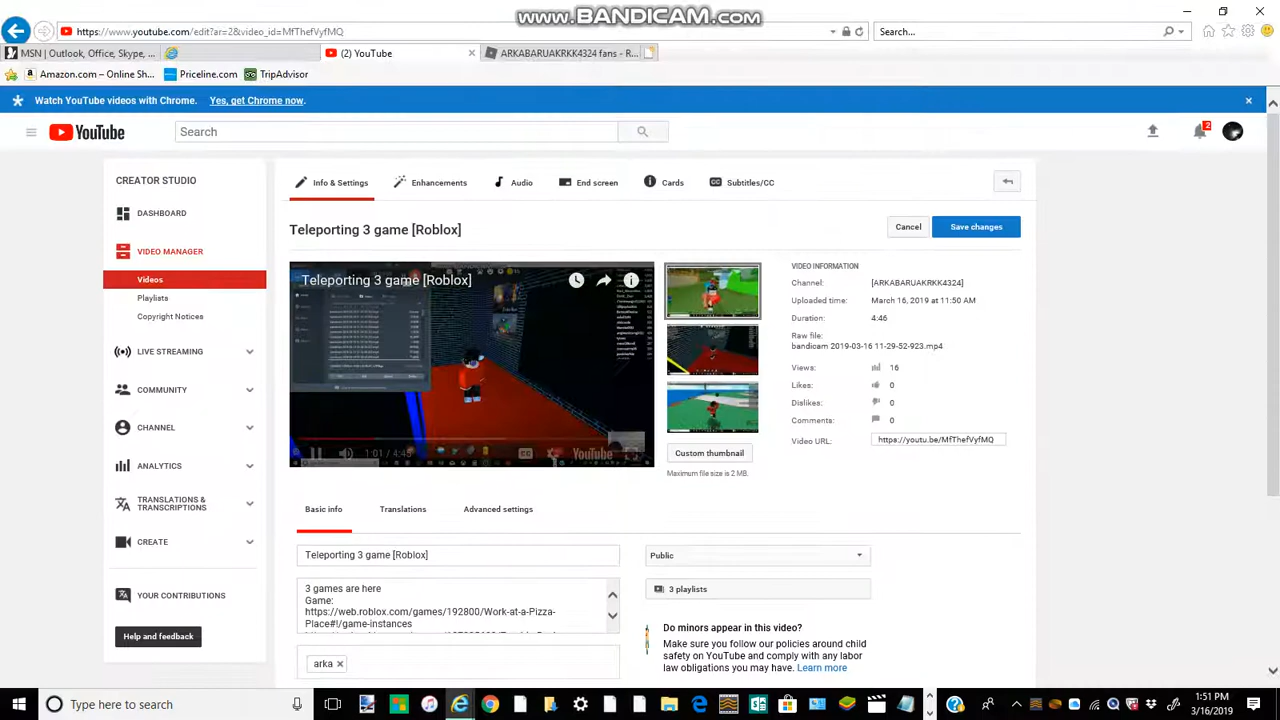 www.BANDICAM.com
https://www.youtube.com/edit?ar=2&video_id=MfThefVyfMQ
Search...
MSN | Outlook, Office, Skype, ...
(2) YouTube
ARKABARUAKRKK4324 fans - R...
Amazon.com – Online Sh...
Priceline.com
TripAdvisor
Watch YouTube videos with Chrome. Yes, get Chrome now.
YouTube
Search
2
CREATOR STUDIO
DASHBOARD
VIDEO MANAGER
Videos
Playlists
Copyright Notices
LIVE STREAMING
COMMUNITY
CHANNEL
ANALYTICS
TRANSLATIONS &
TRANSCRIPTIONS
CREATE
YOUR CONTRIBUTIONS
Help and feedback
Info & Settings
Enhancements
Audio
End screen
Cards
CC Subtitles/CC
Teleporting 3 game [Roblox]
Cancel
Save changes
Teleporting 3 game [Roblox]
1:01 / 4:45
CC
YouTube
Custom thumbnail
Maximum file size is 2 MB.
VIDEO INFORMATION
Channel: [ARKABARUAKRKK4324]
Uploaded time: March 16, 2019 at 11:50 AM
Duration: 4:46
Raw file:
bandicam 2019-03-16 11-29-52-923.mp4
Views: 16
Likes: 0
Dislikes: 0
Comments: 0
Video URL: https://youtu.be/MfThefVyfMQ
Basic info
Translations
Advanced settings
Teleporting 3 game [Roblox]
3 games are here
Game:
https://web.roblox.com/games/192800/Work-at-a-Pizza-
Place#!/game-instances
arka
Public
3 playlists
Do minors appear in this video?
Make sure you follow our policies around child
safety on YouTube and comply with any labor
law obligations you may have. Learn more
Type here to search
1:51 PM
3/16/2019